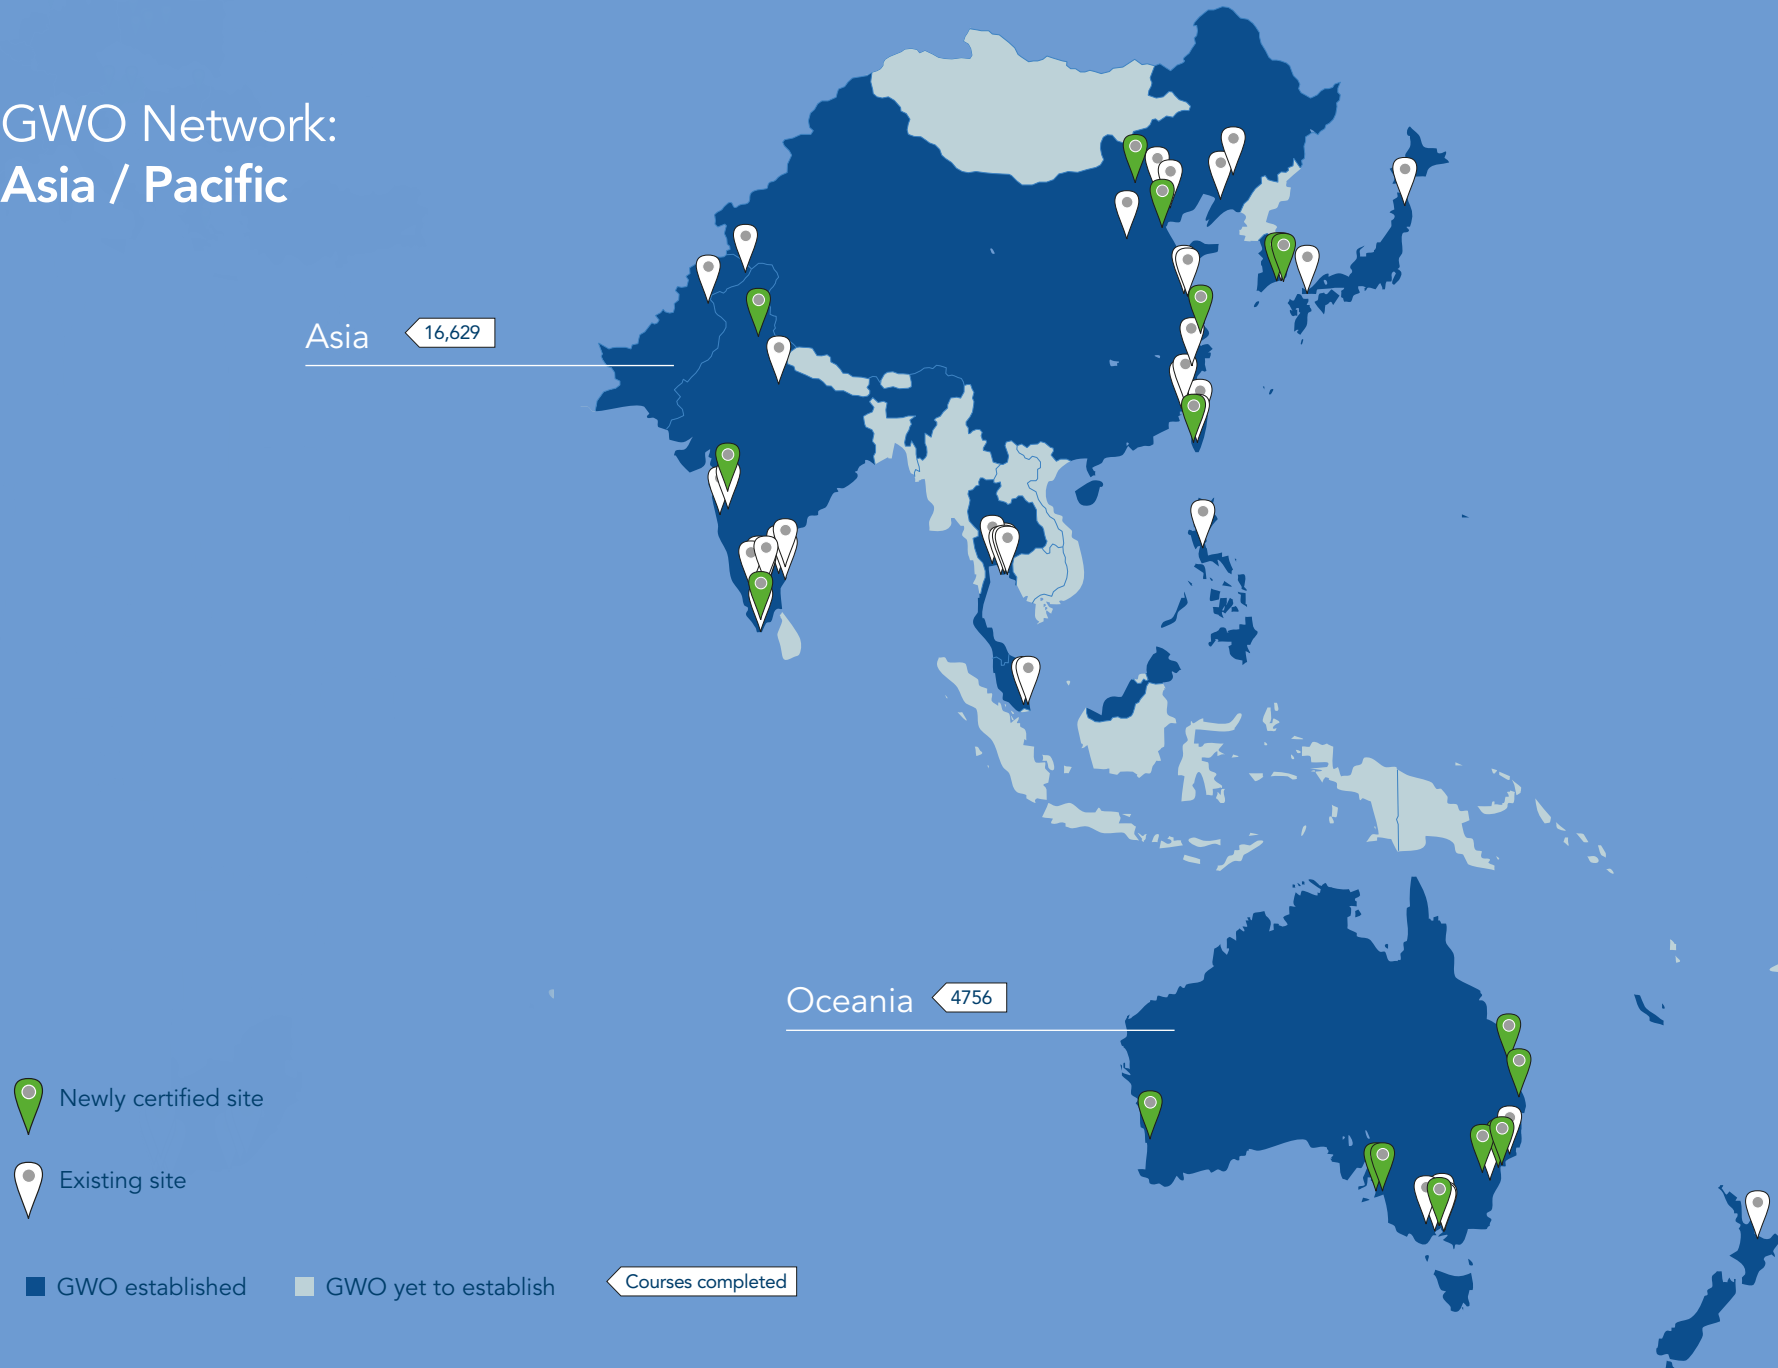 GWO Network:
Asia / Pacific
Asia
16,629
Oceania
4756
Newly certified site
Existing site
GWO established
GWO yet to establish
Courses completed